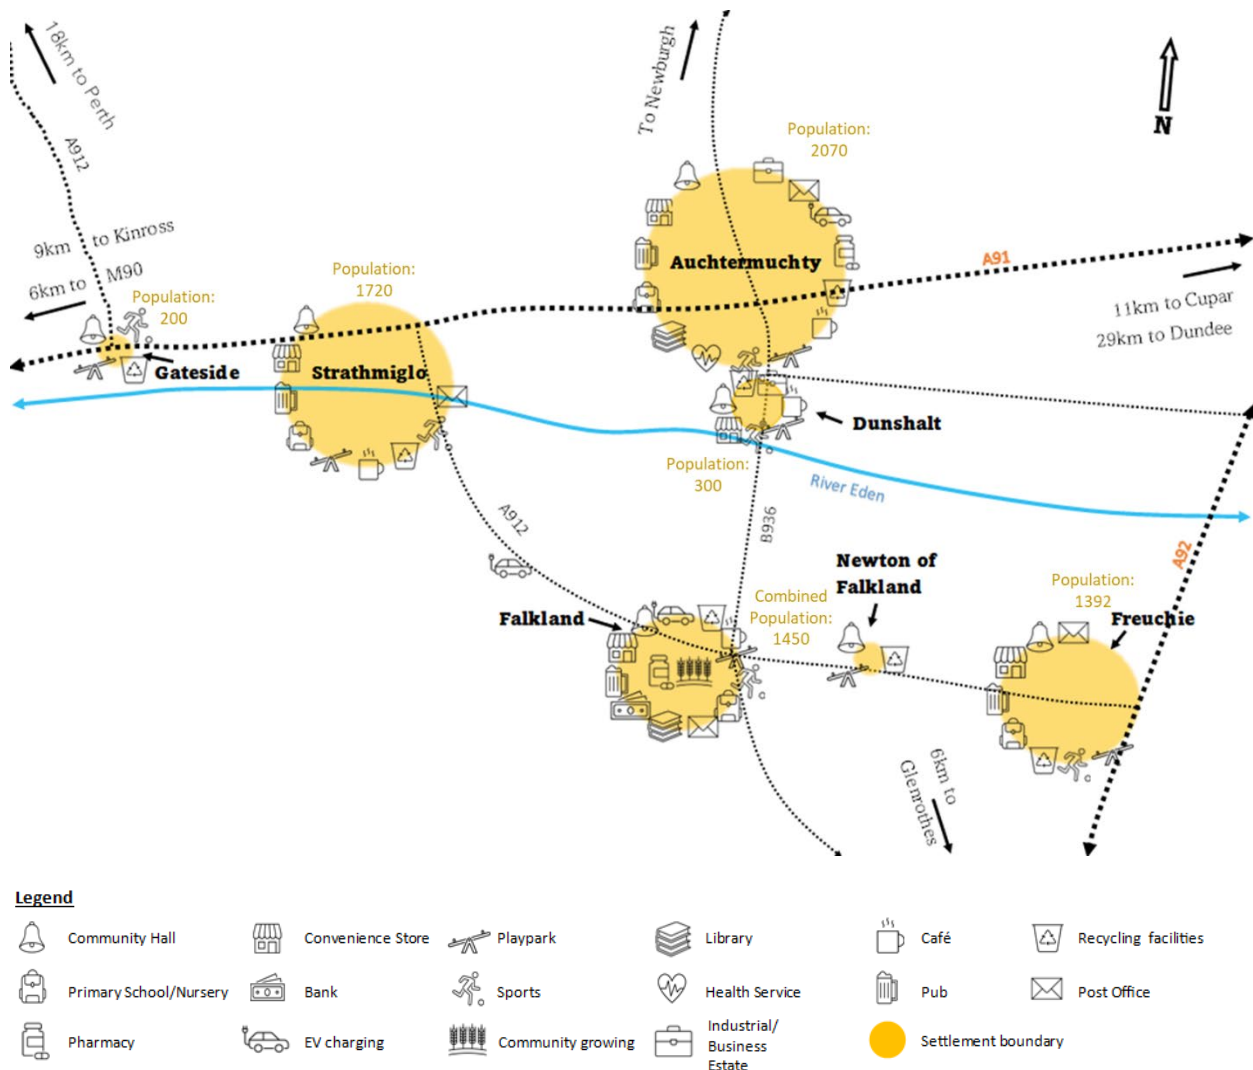 18km to Perth
A912
9km to Kinross
6km to M90
Population:
200
Gateside
Population:
1720
Strathmiglo
To Newburgh
Population:
2070
Auchtermuchty
A91
N
11km to Cupar
29km to Dundee
Dunshalt
Population:
300
River Eden
A912
B936
A92
Falkland
Combined
Population:
1450
Newton of
Falkland
Population:
1392
Freuchie
6km to
Glenrothes
Legend
Community Hall
Convenience Store
Playpark
Library
Café
Recycling facilities
Primary School/Nursery
Bank
Sports
Health Service
Pub
Post Office
Pharmacy
EV charging
Community growing
Industrial/
Business
Estate
Settlement boundary